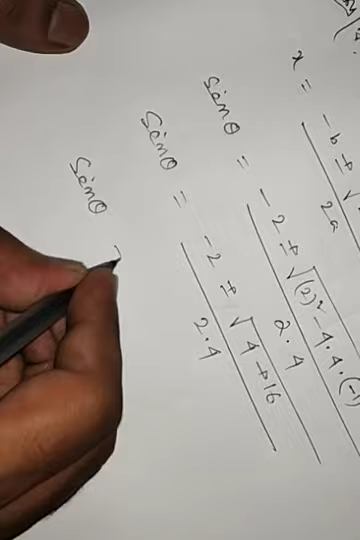 x = -b ± √
2a
sinθ = -2 ± √(2)² - 4·4·(-1)
2·4
sinθ = -2 ± √4+16
2·4
sinθ